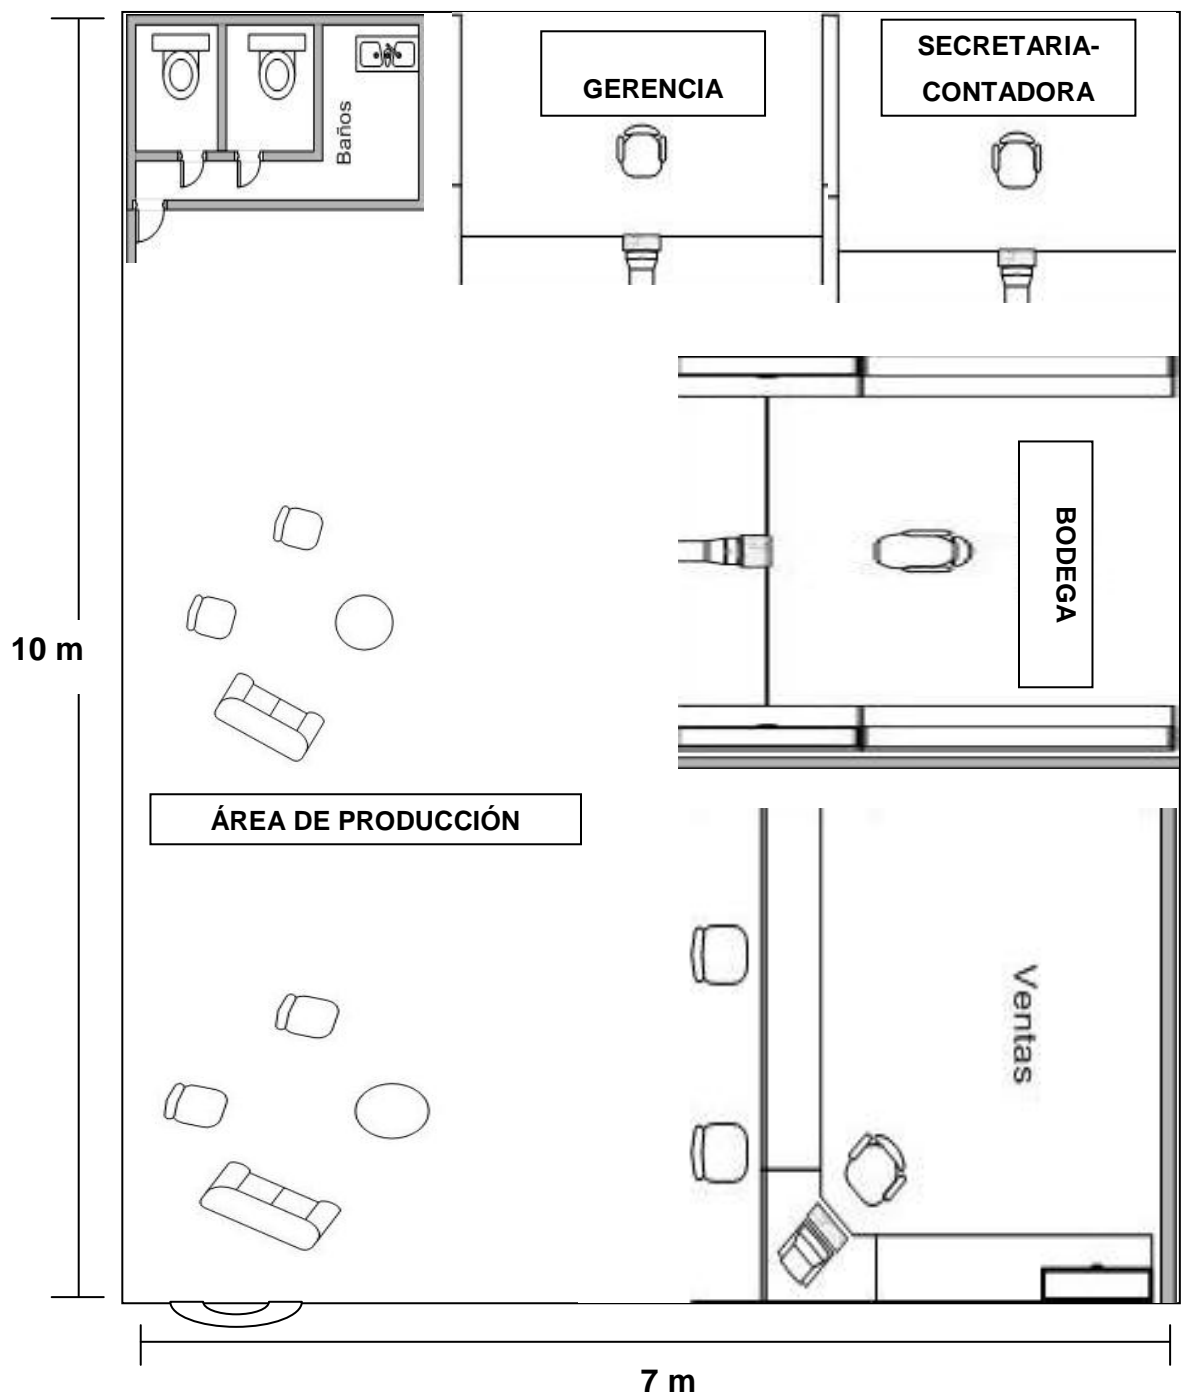 Baños
GERENCIA
SECRETARIA-
CONTADORA
BODEGA
10 m
ÁREA DE PRODUCCIÓN
Ventas
7 m